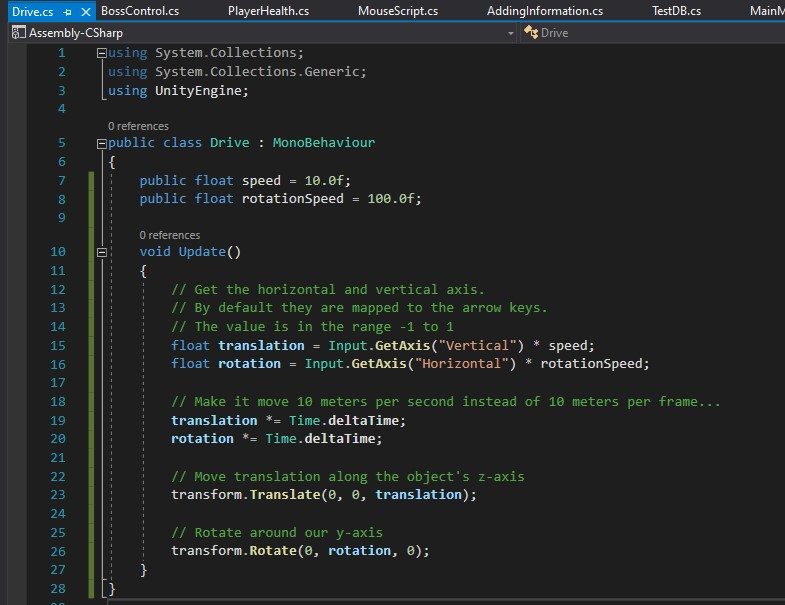 Drive.cs BossControl.cs PlayerHealth.cs MouseScript.cs AddingInformation.cs TestDB.cs MainM
Assembly-CSharp Drive
1 using System.Collections;
2 using System.Collections.Generic;
3 using UnityEngine;
4
0 references
5 public class Drive : MonoBehaviour
6 {
7 public float speed = 10.0f;
8 public float rotationSpeed = 100.0f;
9
0 references
10 void Update()
11 {
12 // Get the horizontal and vertical axis.
13 // By default they are mapped to the arrow keys.
14 // The value is in the range -1 to 1
15 float translation = Input.GetAxis("Vertical") * speed;
16 float rotation = Input.GetAxis("Horizontal") * rotationSpeed;
17
18 // Make it move 10 meters per second instead of 10 meters per frame...
19 translation *= Time.deltaTime;
20 rotation *= Time.deltaTime;
21
22 // Move translation along the object's z-axis
23 transform.Translate(0, 0, translation);
24
25 // Rotate around our y-axis
26 transform.Rotate(0, rotation, 0);
27 }
28 }